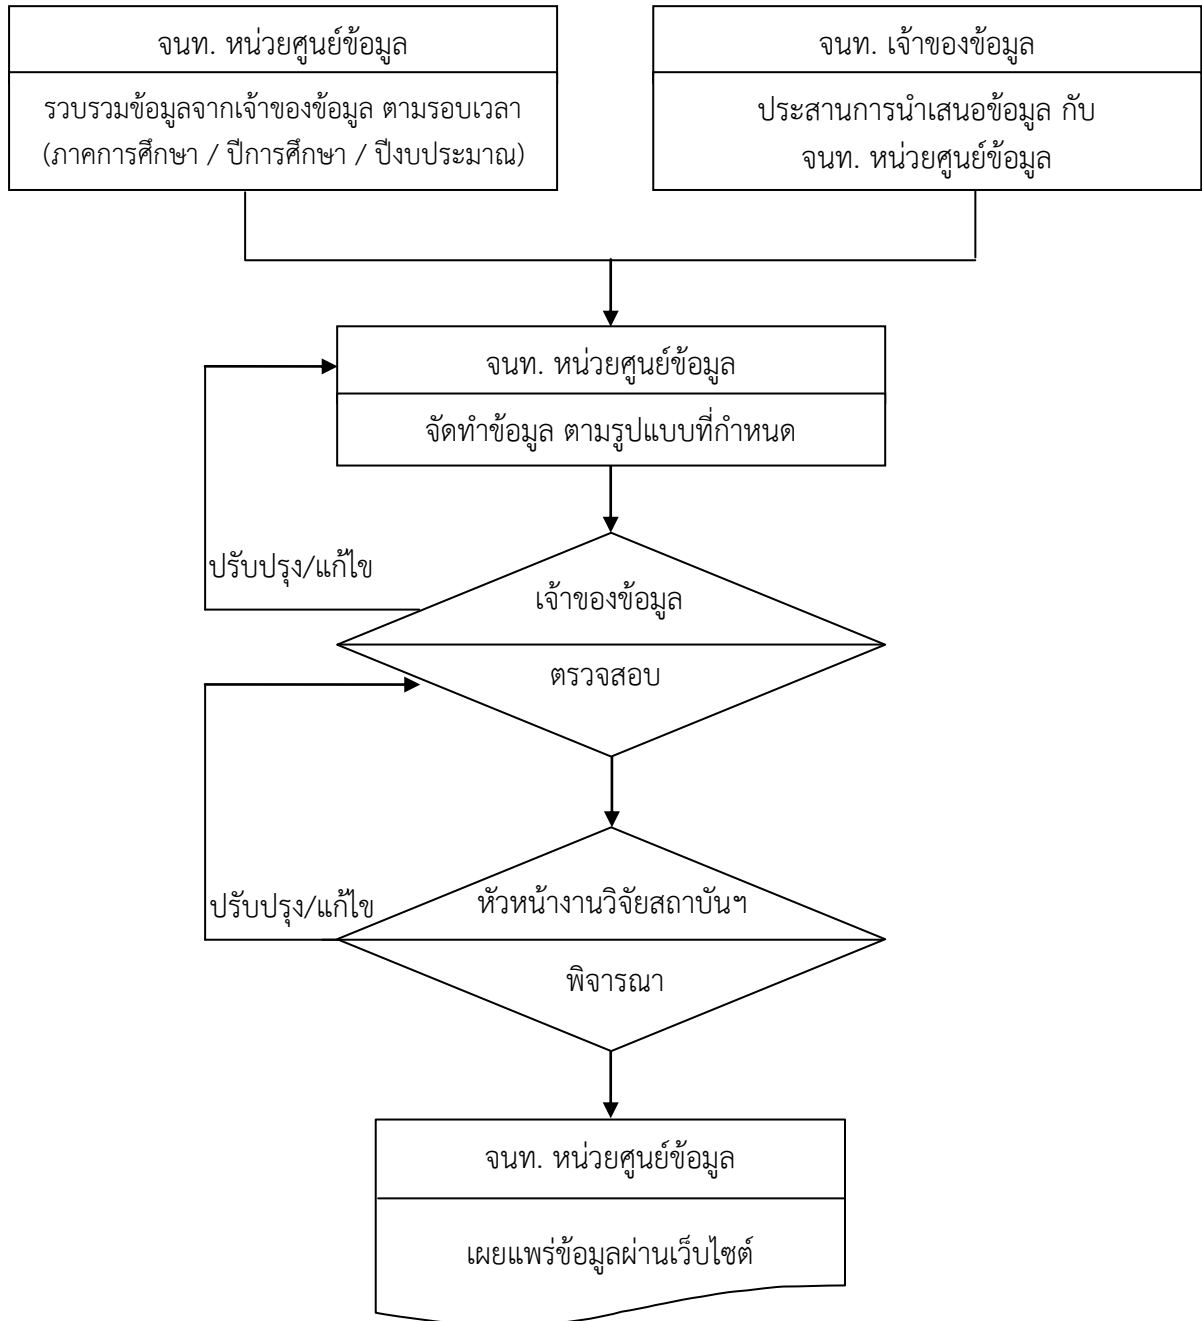 จนท. หน่วยศูนย์ข้อมูล
รวบรวมข้อมูลจากเจ้าของข้อมูล ตามรอบเวลา
(ภาคการศึกษา / ปีการศึกษา / ปีงบประมาณ)
จนท. เจ้าของข้อมูล
ประสานการนำเสนอข้อมูล กับ
จนท. หน่วยศูนย์ข้อมูล
จนท. หน่วยศูนย์ข้อมูล
จัดทำข้อมูล ตามรูปแบบที่กำหนด
ปรับปรุง/แก้ไข
เจ้าของข้อมูล
ตรวจสอบ
ปรับปรุง/แก้ไข
หัวหน้างานวิจัยสถาบันฯ
พิจารณา
จนท. หน่วยศูนย์ข้อมูล
เผยแพร่ข้อมูลผ่านเว็บไซต์